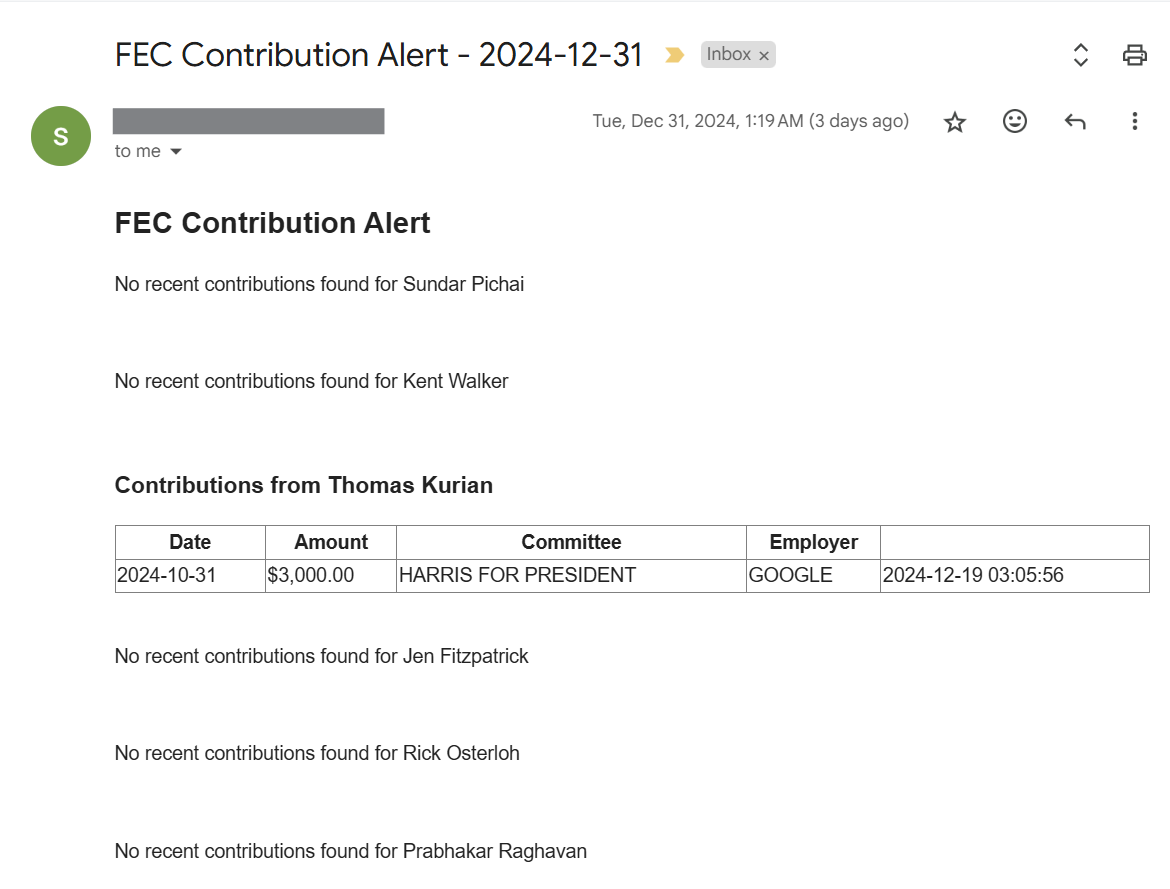 FEC Contribution Alert - 2024-12-31 Inbox ×
S
Tue, Dec 31, 2024, 1:19 AM (3 days ago)
to me
FEC Contribution Alert
No recent contributions found for Sundar Pichai
No recent contributions found for Kent Walker
Contributions from Thomas Kurian
Date Amount Committee Employer
2024-10-31 $3,000.00 HARRIS FOR PRESIDENT GOOGLE 2024-12-19 03:05:56
No recent contributions found for Jen Fitzpatrick
No recent contributions found for Rick Osterloh
No recent contributions found for Prabhakar Raghavan